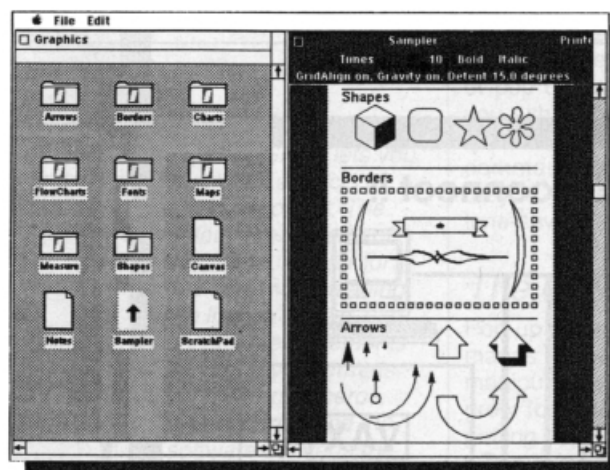 File Edit
Graphics
Arrows Borders Charts
FlowCharts Fonts Maps
Measure Shapes Canvas
Notes Sampler ScratchPad
Sampler Print
Times 10 Bold Italic
GridAlign on, Gravity on, Detent 15.0 degrees
Shapes
Borders
Arrows